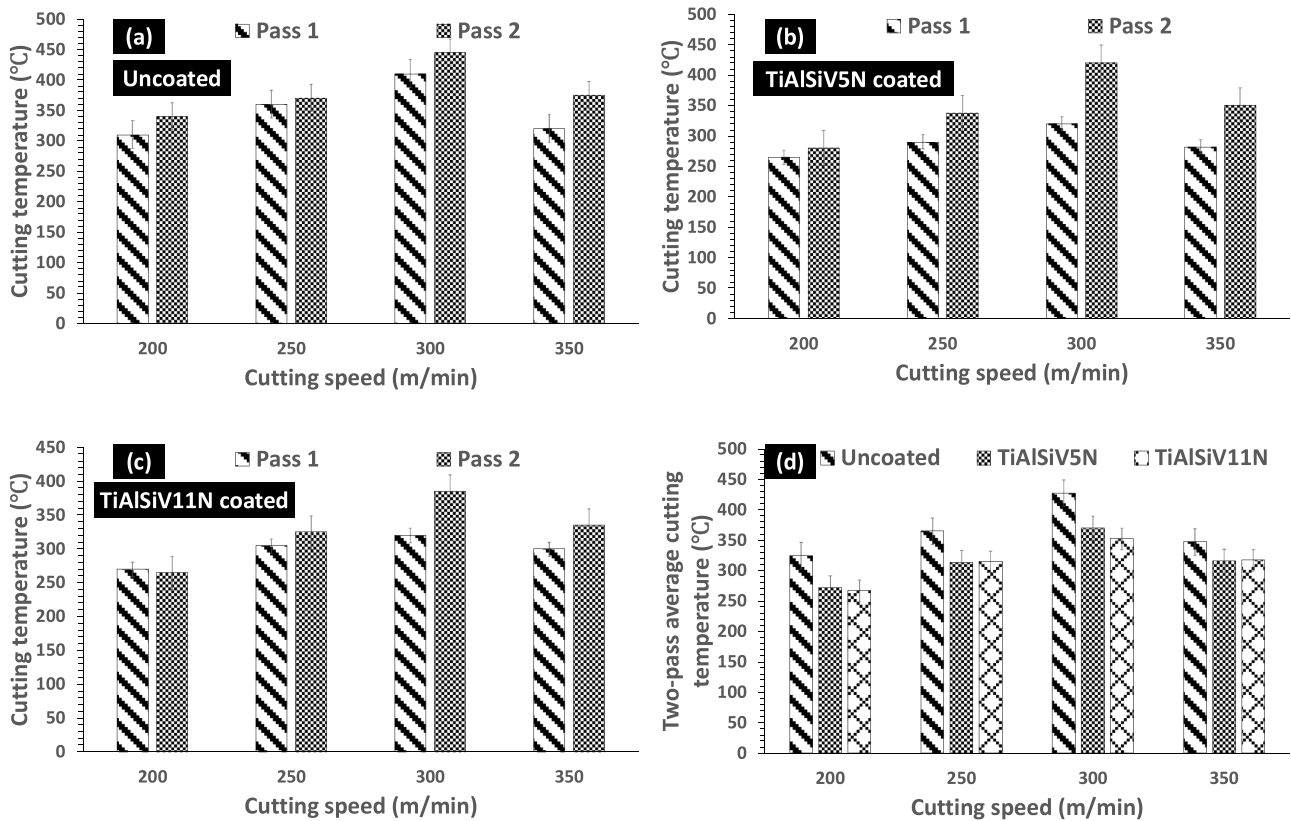 (a)
Uncoated
Pass 1
Pass 2
Cutting temperature (°C)
500
450
400
350
300
250
200
150
100
50
0
200
250
300
350
Cutting speed (m/min)
(b)
TiAlSiV5N coated
Pass 1
Pass 2
Cutting temperature (°C)
500
450
400
350
300
250
200
150
100
50
0
200
250
300
350
Cutting speed (m/min)
(c)
TiAlSiV11N coated
Pass 1
Pass 2
Cutting temperature (°C)
450
400
350
300
250
200
150
100
50
0
200
250
300
350
Cutting speed (m/min)
(d)
Uncoated
TiAlSiV5N
TiAlSiV11N
Two-pass average cutting
temperature (°C)
500
450
400
350
300
250
200
150
100
50
0
200
250
300
350
Cutting speed (m/min)